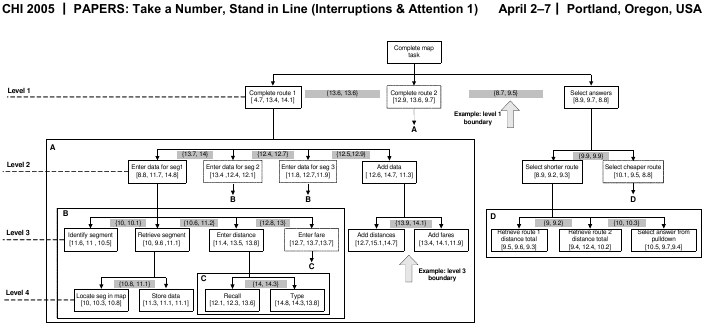 CHI 2005 | PAPERS: Take a Number, Stand in Line (Interruptions & Attention 1) April 2–7 | Portland, Oregon, USA
Complete map
task
Level 1
Complete route 1
[ 4.7, 13.4, 14.1]
{13.6, 13.6}
Complete route 2
[12.9, 13.6, 9.7]
{8.7, 9.5}
Select answers
[8.9, 9.7, 8.8]
Example: level 1
boundary
A
A
Level 2
{13.7, 14}
{12.4, 12.7}
{12.5,12.9}
Enter data for seg1
[8.8, 11.7, 14.8]
Enter data for seg 2
[13.4 ,12.4, 12.1]
Enter data for seg 3
[11.8, 12.7,11.9]
Add data
[12.6, 14.7, 11.3]
{9.9, 9.9}
Select shorter route
[8.9, 9.2, 9.3]
Select cheaper route
[10.1, 9.5, 8.8]
B
B
D
Level 3
B
{10, 10.1}
{10.6, 11.2}
{12.8, 13}
Identify segment
[11.6, 11 , 10.5]
Retrieve segment
[10, 9.6 ,11.1]
Enter distance
[11.4, 13.5, 13.8]
Enter fare
[12.7, 13.7,13.7]
{13.9, 14.1}
Add distances
[12.7,15.1,14.7]
Add fares
[13.4, 14.1,11.9]
D
{9, 9.2}
{10, 10.3}
Retrieve route 1
distance total
[9.5, 9.6, 9.3]
Retrieve route 2
distance total
[9.4, 12.4, 10.2]
Select answer from
pulldown
[10.5, 9.7,9.4]
C
Example: level 3
boundary
Level 4
{10.8, 11.1}
Locate seg in map
[10, 10.3, 10.8]
Store data
[11.3, 11.1, 11.1]
C
{14, 14.3}
Recall
[12.1, 12.3, 13.6]
Type
[14.8, 14.3,13.8]